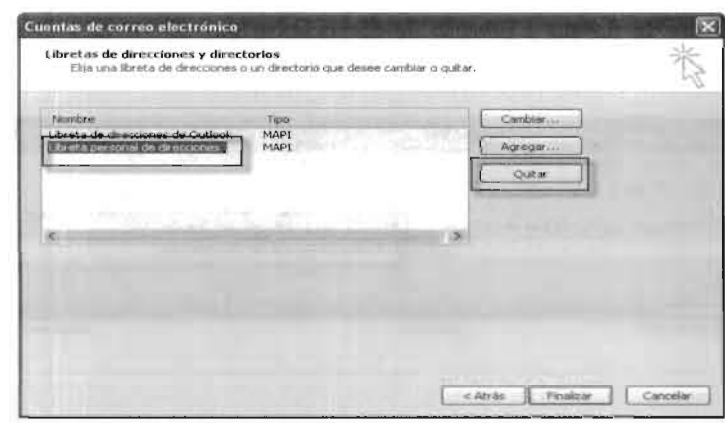 Cuentas de correo electrónico
Libretas de direcciones y directorios
Elija una libreta de direcciones o un directorio que desee cambiar o quitar.
Nombre Tipo
Libreta de direcciones de Outlook MAPI
Libreta personal de direcciones MAPI
Cambiar...
Agregar...
Quitar
< Atrás Finalizar Cancelar